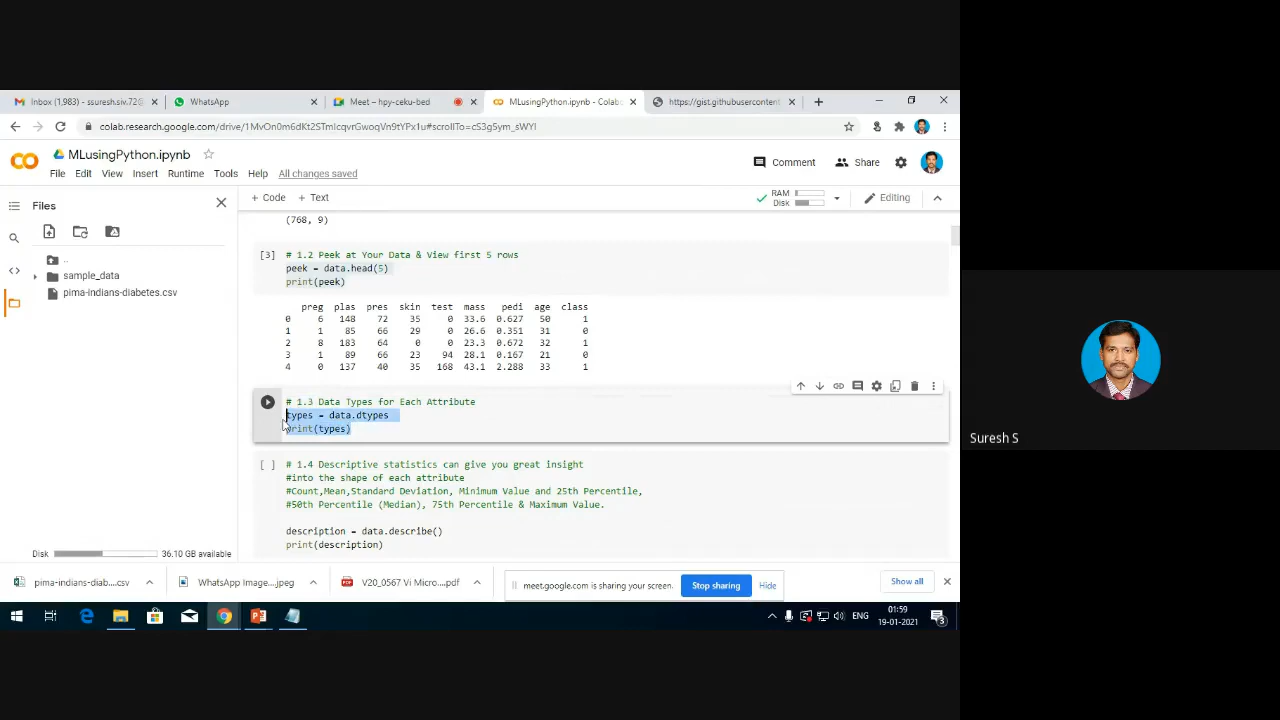 Inbox (1,983) - ssuresh.siv.72@
WhatsApp
Meet – hpy-ceku-bed
MLusingPython.ipynb - Colab
https://gist.githubusercontent
colab.research.google.com/drive/1MvOn0m6dKt2STmIcqvrGwoqVn9tYPx1u#scrollTo=cS3g5ym_sWYI
MLusingPython.ipynb
Comment
Share
File Edit View Insert Runtime Tools Help All changes saved
Files
+ Code + Text
RAM
Disk
Editing
(768, 9)
..
sample_data
pima-indians-diabetes.csv
[3] # 1.2 Peek at Your Data & View first 5 rows
peek = data.head(5)
print(peek)
preg plas pres skin test mass pedi age class
0 6 148 72 35 0 33.6 0.627 50 1
1 1 85 66 29 0 26.6 0.351 31 0
2 8 183 64 0 0 23.3 0.672 32 1
3 1 89 66 23 94 28.1 0.167 21 0
4 0 137 40 35 168 43.1 2.288 33 1
# 1.3 Data Types for Each Attribute
types = data.dtypes
print(types)
[ ] # 1.4 Descriptive statistics can give you great insight
#into the shape of each attribute
#Count,Mean,Standard Deviation, Minimum Value and 25th Percentile,
#50th Percentile (Median), 75th Percentile & Maximum Value.
description = data.describe()
print(description)
Disk 36.10 GB available
pima-indians-diab....csv
WhatsApp Image....jpeg
V20_0567 Vi Micro....pdf
meet.google.com is sharing your screen.
Stop sharing
Hide
Show all
ENG
01:59
19-01-2021
3
Suresh S